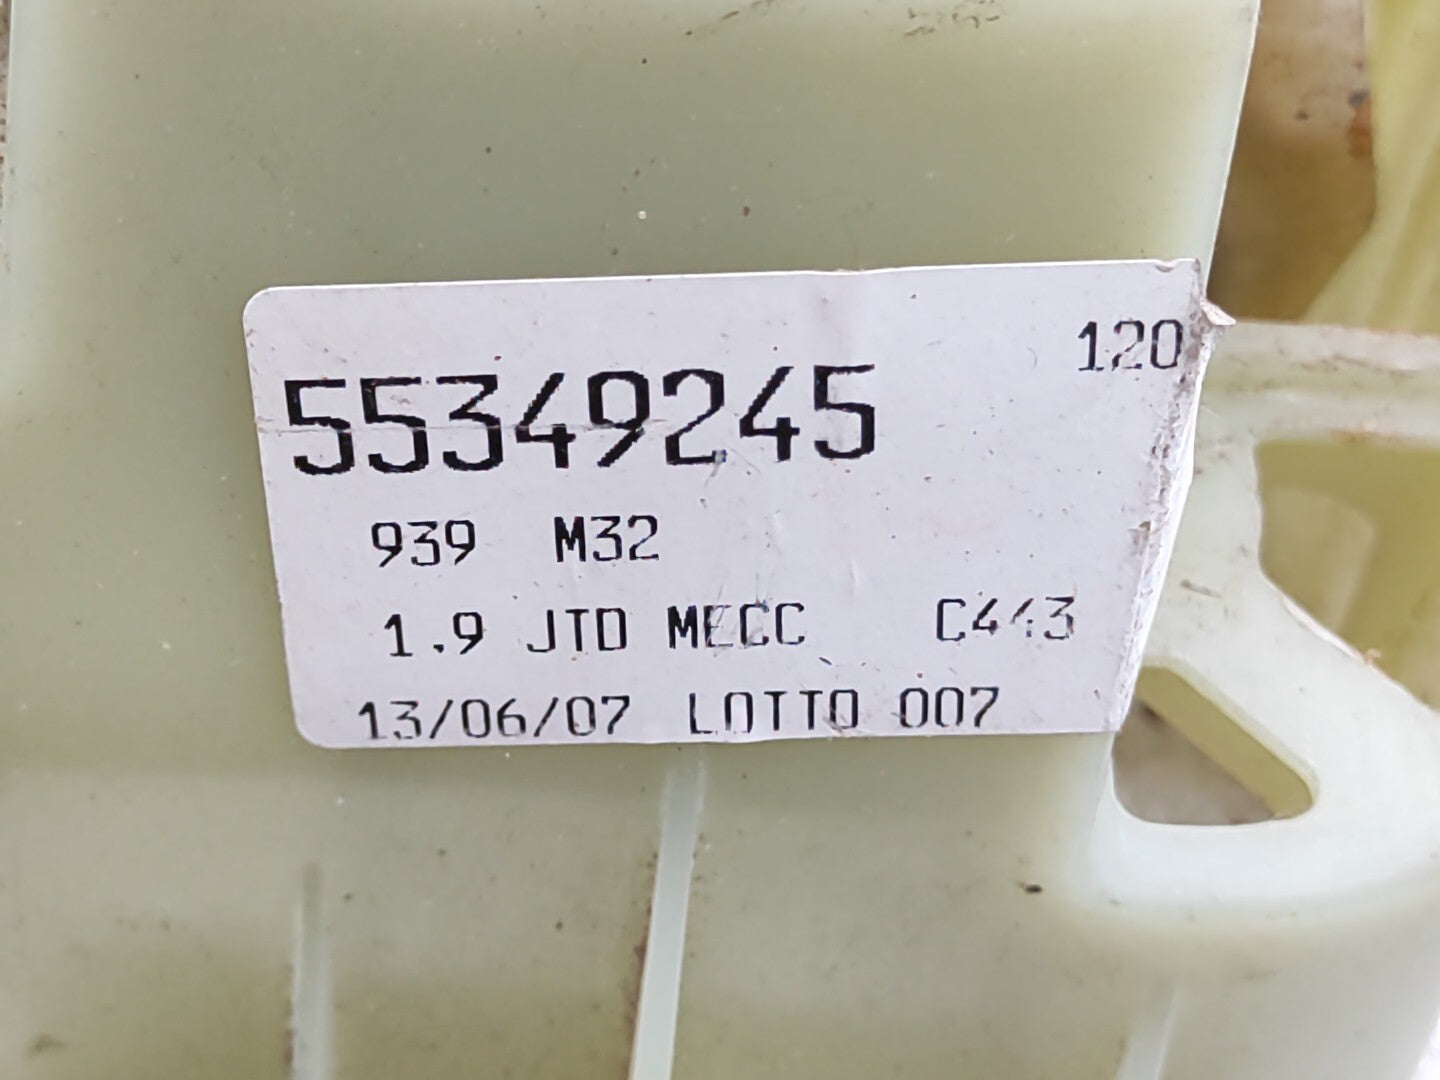 120
55349245
939 M32
1.9 JTD MECC C443
13/06/07 LOTTO 007